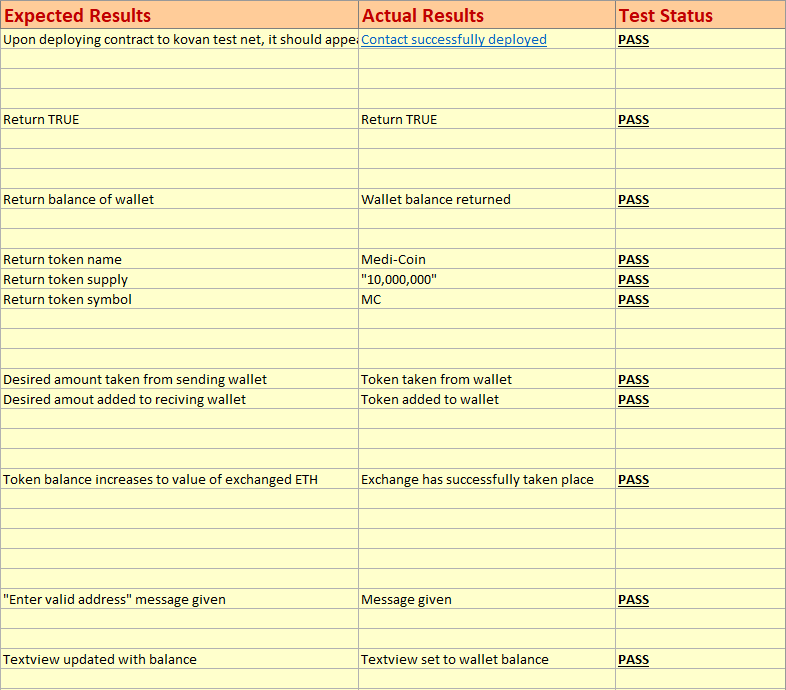 Expected Results Actual Results Test Status
Upon deploying contract to kovan test net, it should appe Contact successfully deployed PASS
Return TRUE Return TRUE PASS
Return balance of wallet Wallet balance returned PASS
Return token name Medi-Coin PASS
Return token supply "10,000,000" PASS
Return token symbol MC PASS
Desired amount taken from sending wallet Token taken from wallet PASS
Desired amout added to reciving wallet Token added to wallet PASS
Token balance increases to value of exchanged ETH Exchange has successfully taken place PASS
"Enter valid address" message given Message given PASS
Textview updated with balance Textview set to wallet balance PASS